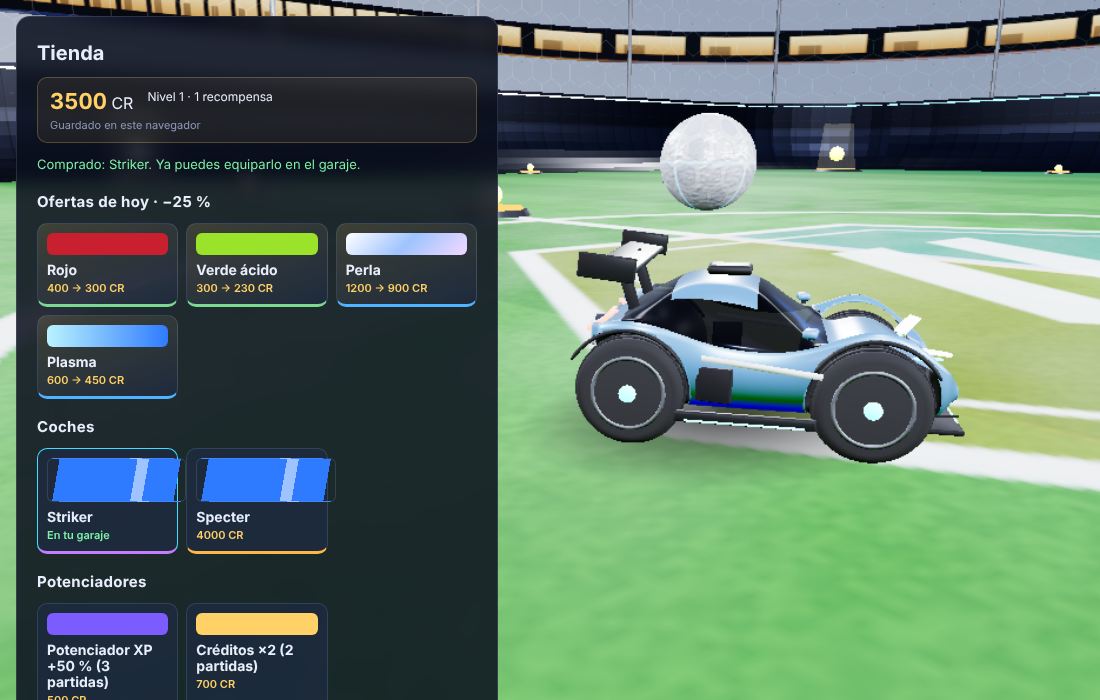 Tienda
3500 CR Nivel 1 · 1 recompensa
Guardado en este navegador
Comprado: Striker. Ya puedes equiparlo en el garaje.
Ofertas de hoy · −25 %
Rojo
400 → 300 CR
Verde ácido
300 → 230 CR
Perla
1200 → 900 CR
Plasma
600 → 450 CR
Coches
Striker
En tu garaje
Specter
4000 CR
Potenciadores
Potenciador XP
+50 % (3
partidas)
500 CR
Créditos ×2 (2
partidas)
700 CR